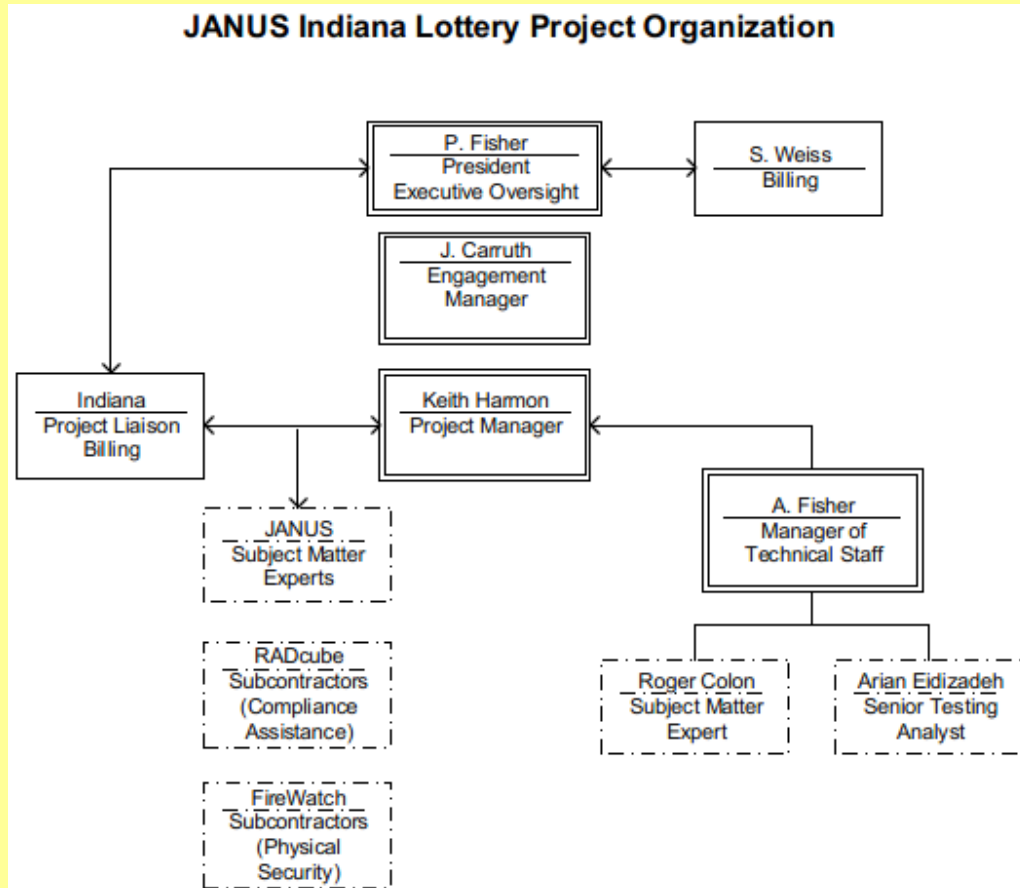 JANUS Indiana Lottery Project Organization
P. Fisher
President
Executive Oversight
S. Weiss
Billing
J. Carruth
Engagement
Manager
Indiana
Project Liaison
Billing
Keith Harmon
Project Manager
A. Fisher
Manager of
Technical Staff
JANUS
Subject Matter
Experts
RADcube
Subcontractors
(Compliance
Assistance)
Roger Colon
Subject Matter
Expert
Arian Eidizadeh
Senior Testing
Analyst
FireWatch
Subcontractors
(Physical
Security)